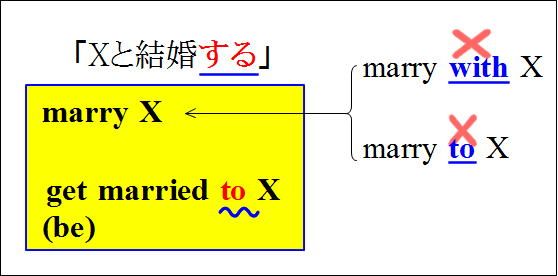 「Xと結婚する」
marry X
get married to X
(be)
marry with X
marry to X